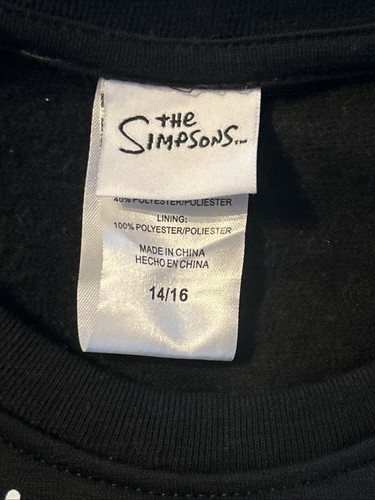 THE
SIMPSONS™
40% POLYESTER/POLIESTER
LINING:
100% POLYESTER/POLIESTER
MADE IN CHINA
HECHO EN CHINA
14/16